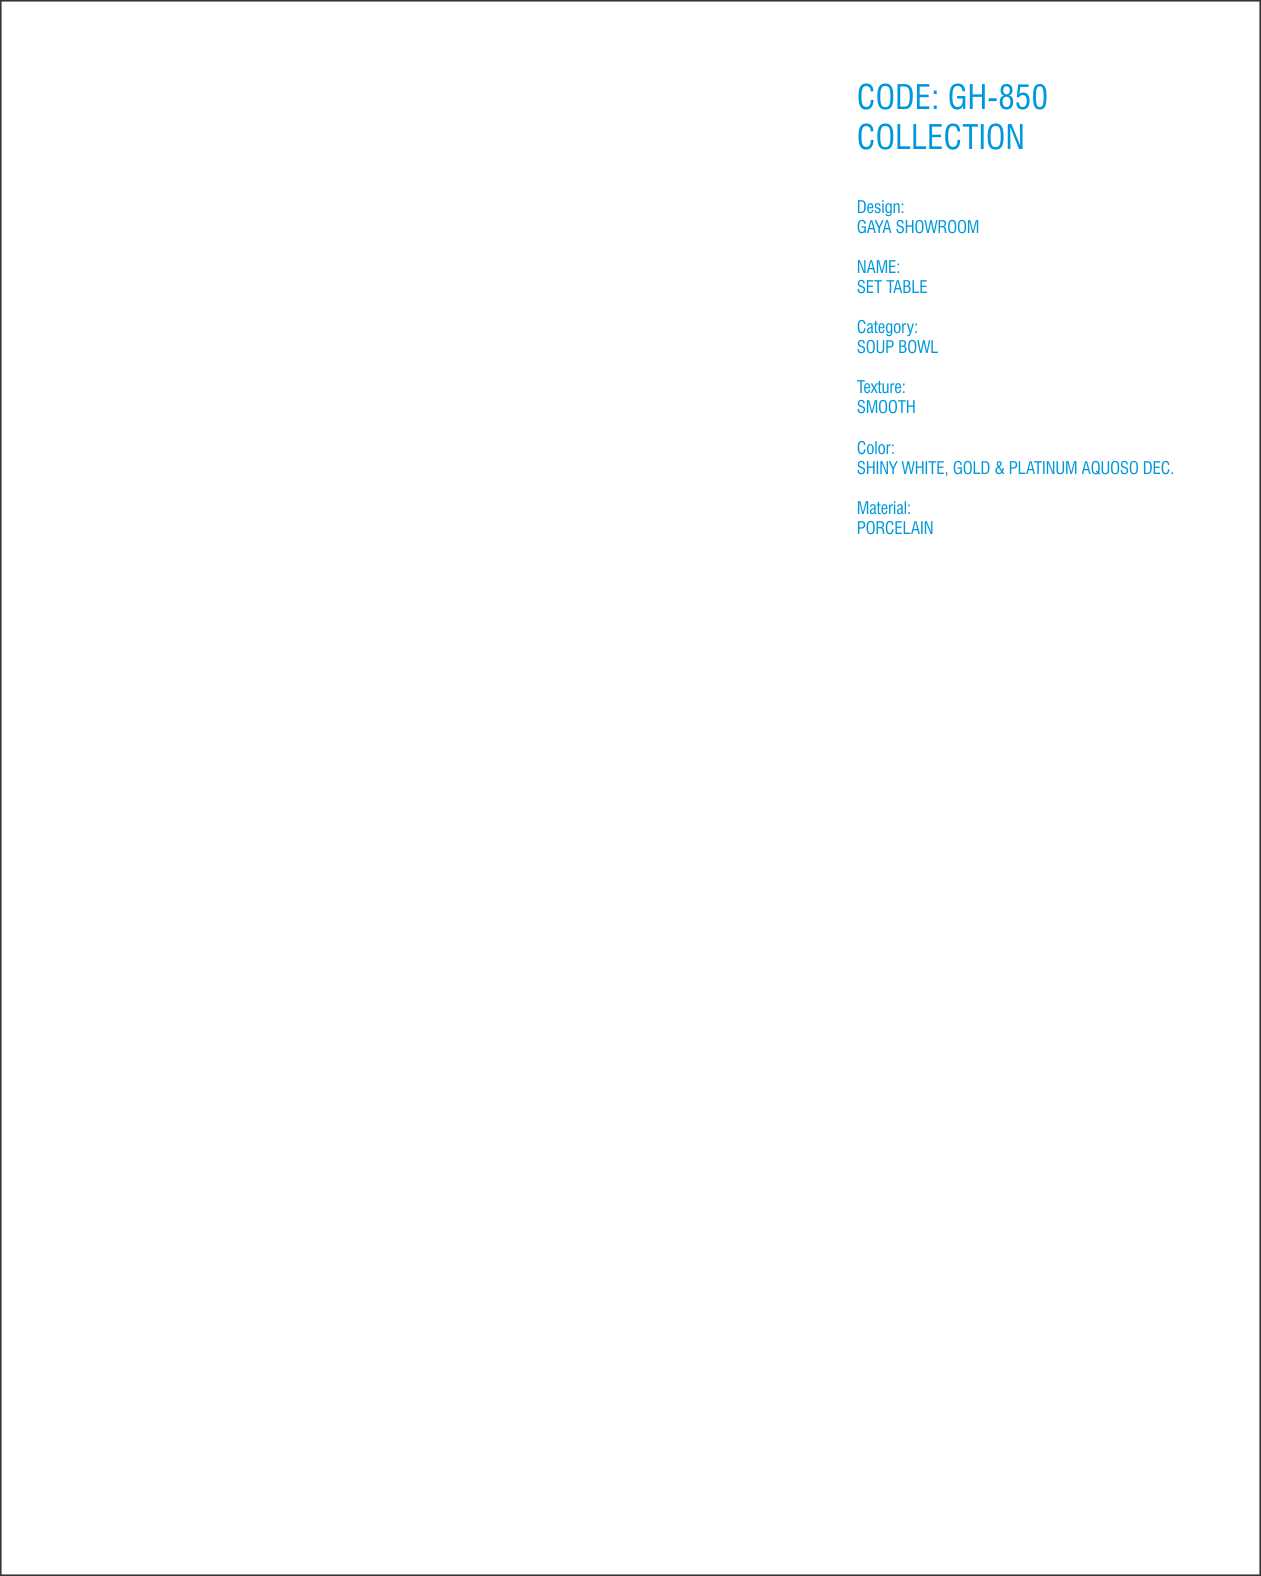 CODE: GH-850
COLLECTION
Design:
GAYA SHOWROOM
NAME:
SET TABLE
Category:
SOUP BOWL
Texture:
SMOOTH
Color:
SHINY WHITE, GOLD & PLATINUM AQUOSO DEC.
Material:
PORCELAIN